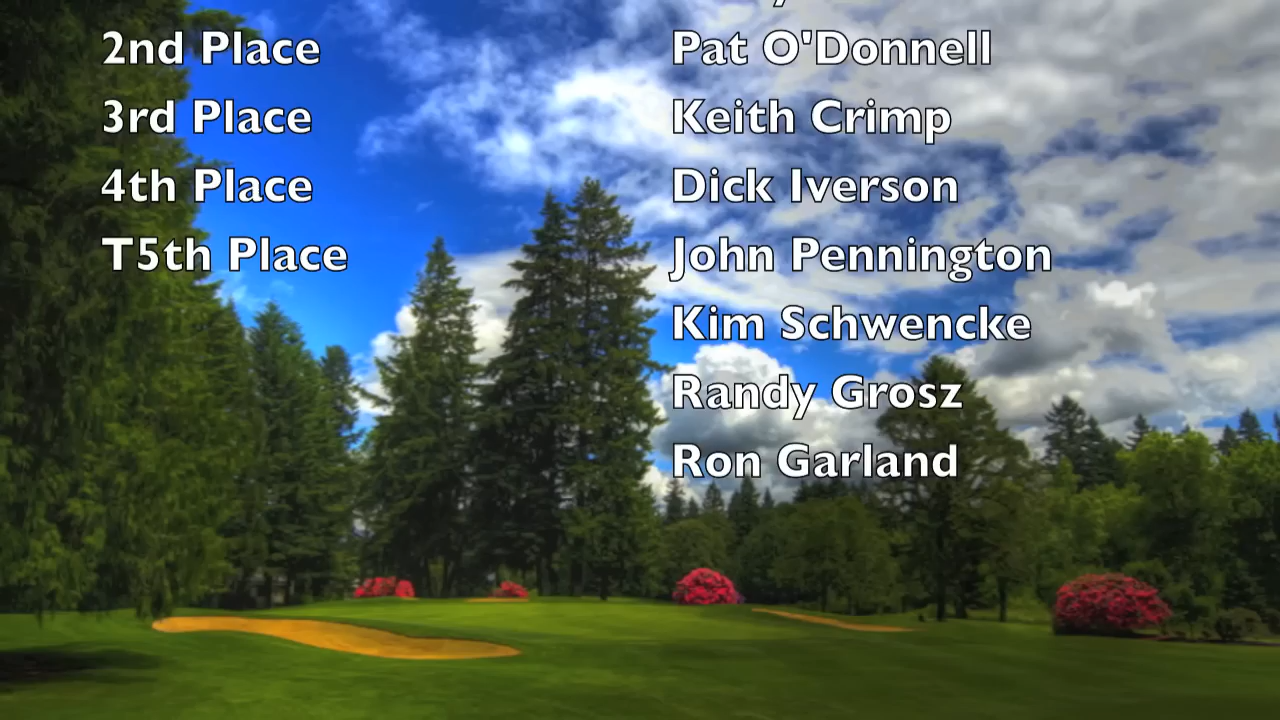 2nd Place Pat O'Donnell
3rd Place Keith Crimp
4th Place Dick Iverson
T5th Place John Pennington
Kim Schwencke
Randy Grosz
Ron Garland